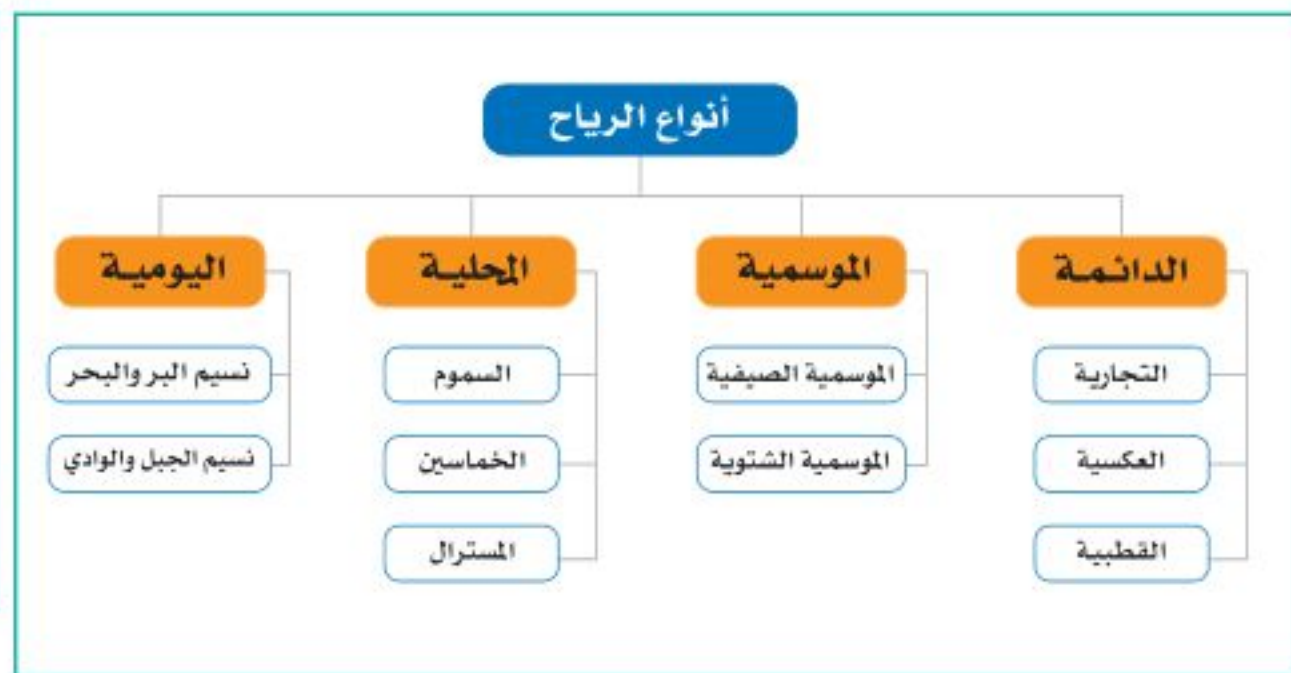 أنواع الرياح
الدائمة
التجارية
العكسية
القطبية
الموسمية
الموسمية الصيفية
الموسمية الشتوية
المحلية
السموم
الخماسين
المسترال
اليومية
نسيم البر والبحر
نسيم الجبل والوادي